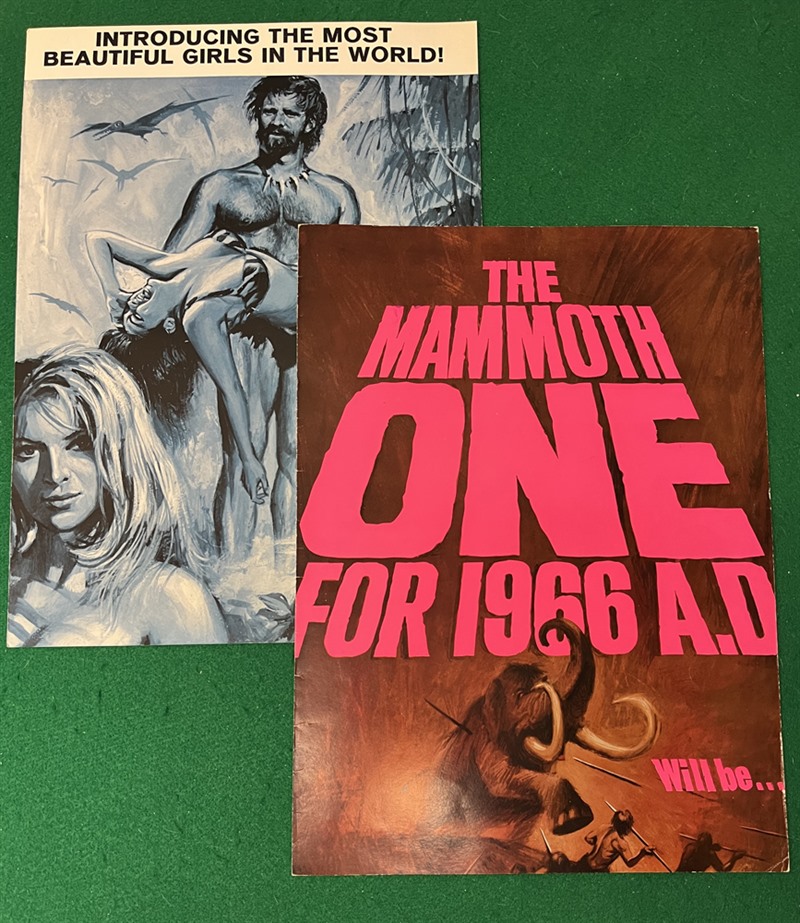 INTRODUCING THE MOST
BEAUTIFUL GIRLS IN THE WORLD!
THE
MAMMOTH
ONE
FOR 1966 A.D
Will be...